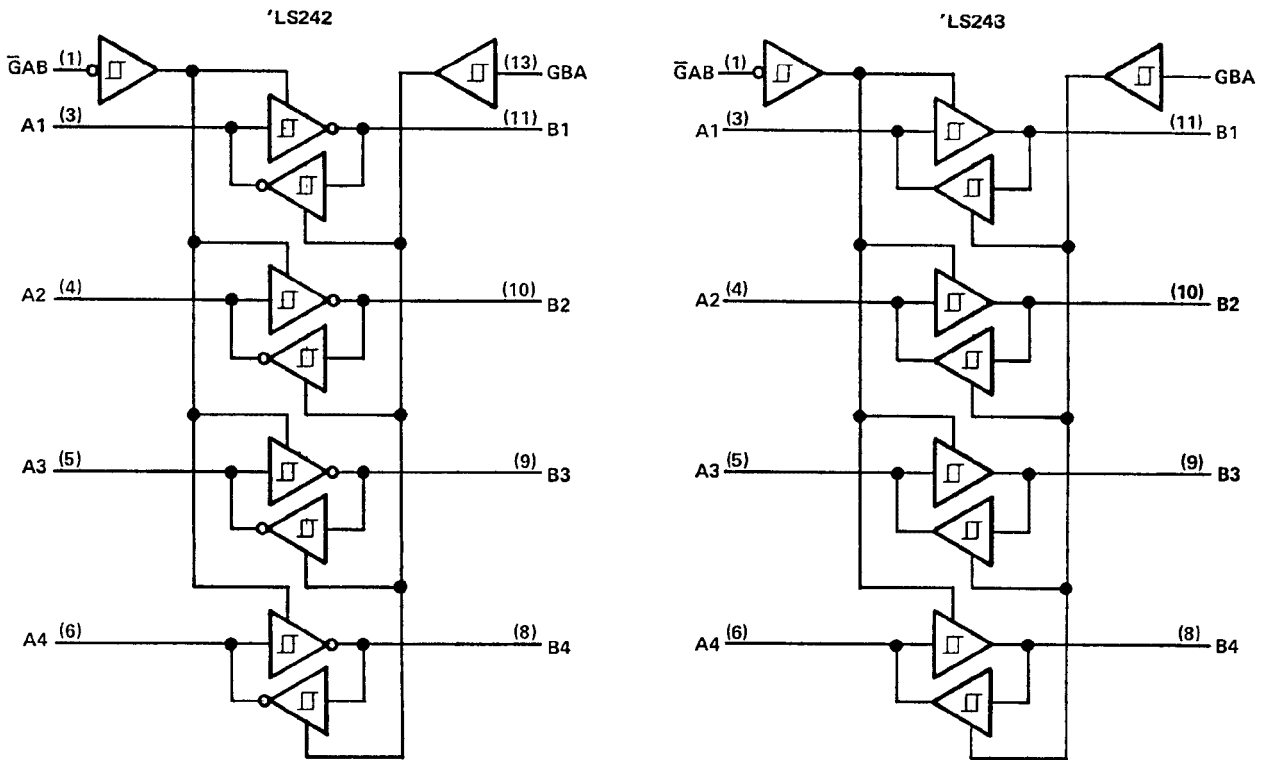 'LS242
G̅AB (1)
(13) GBA
A1 (3)
(11) B1
A2 (4)
(10) B2
A3 (5)
(9) B3
A4 (6)
(8) B4
'LS243
G̅AB (1)
GBA
A1 (3)
(11) B1
A2 (4)
(10) B2
A3 (5)
(9) B3
A4 (6)
(8) B4